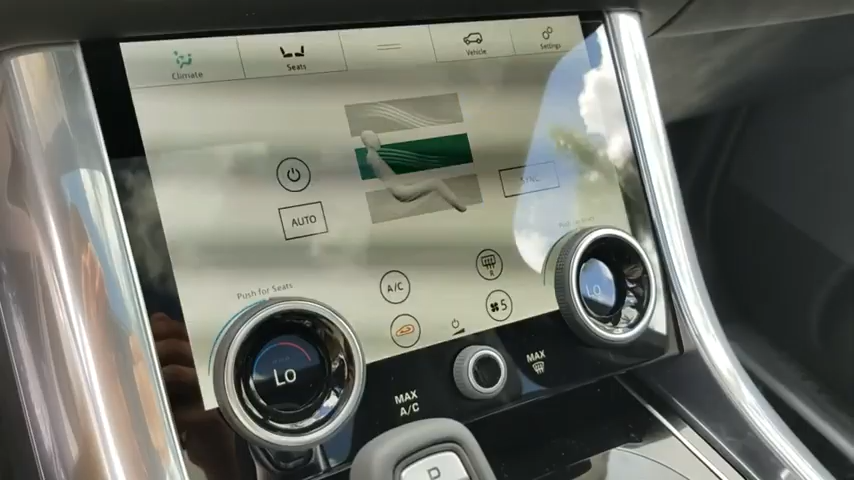 Climate
Seats
Vehicle
Settings
SYNC
AUTO
Push for Seats
A/C
R
5
Lo
Lo
MAX
A/C
MAX
D